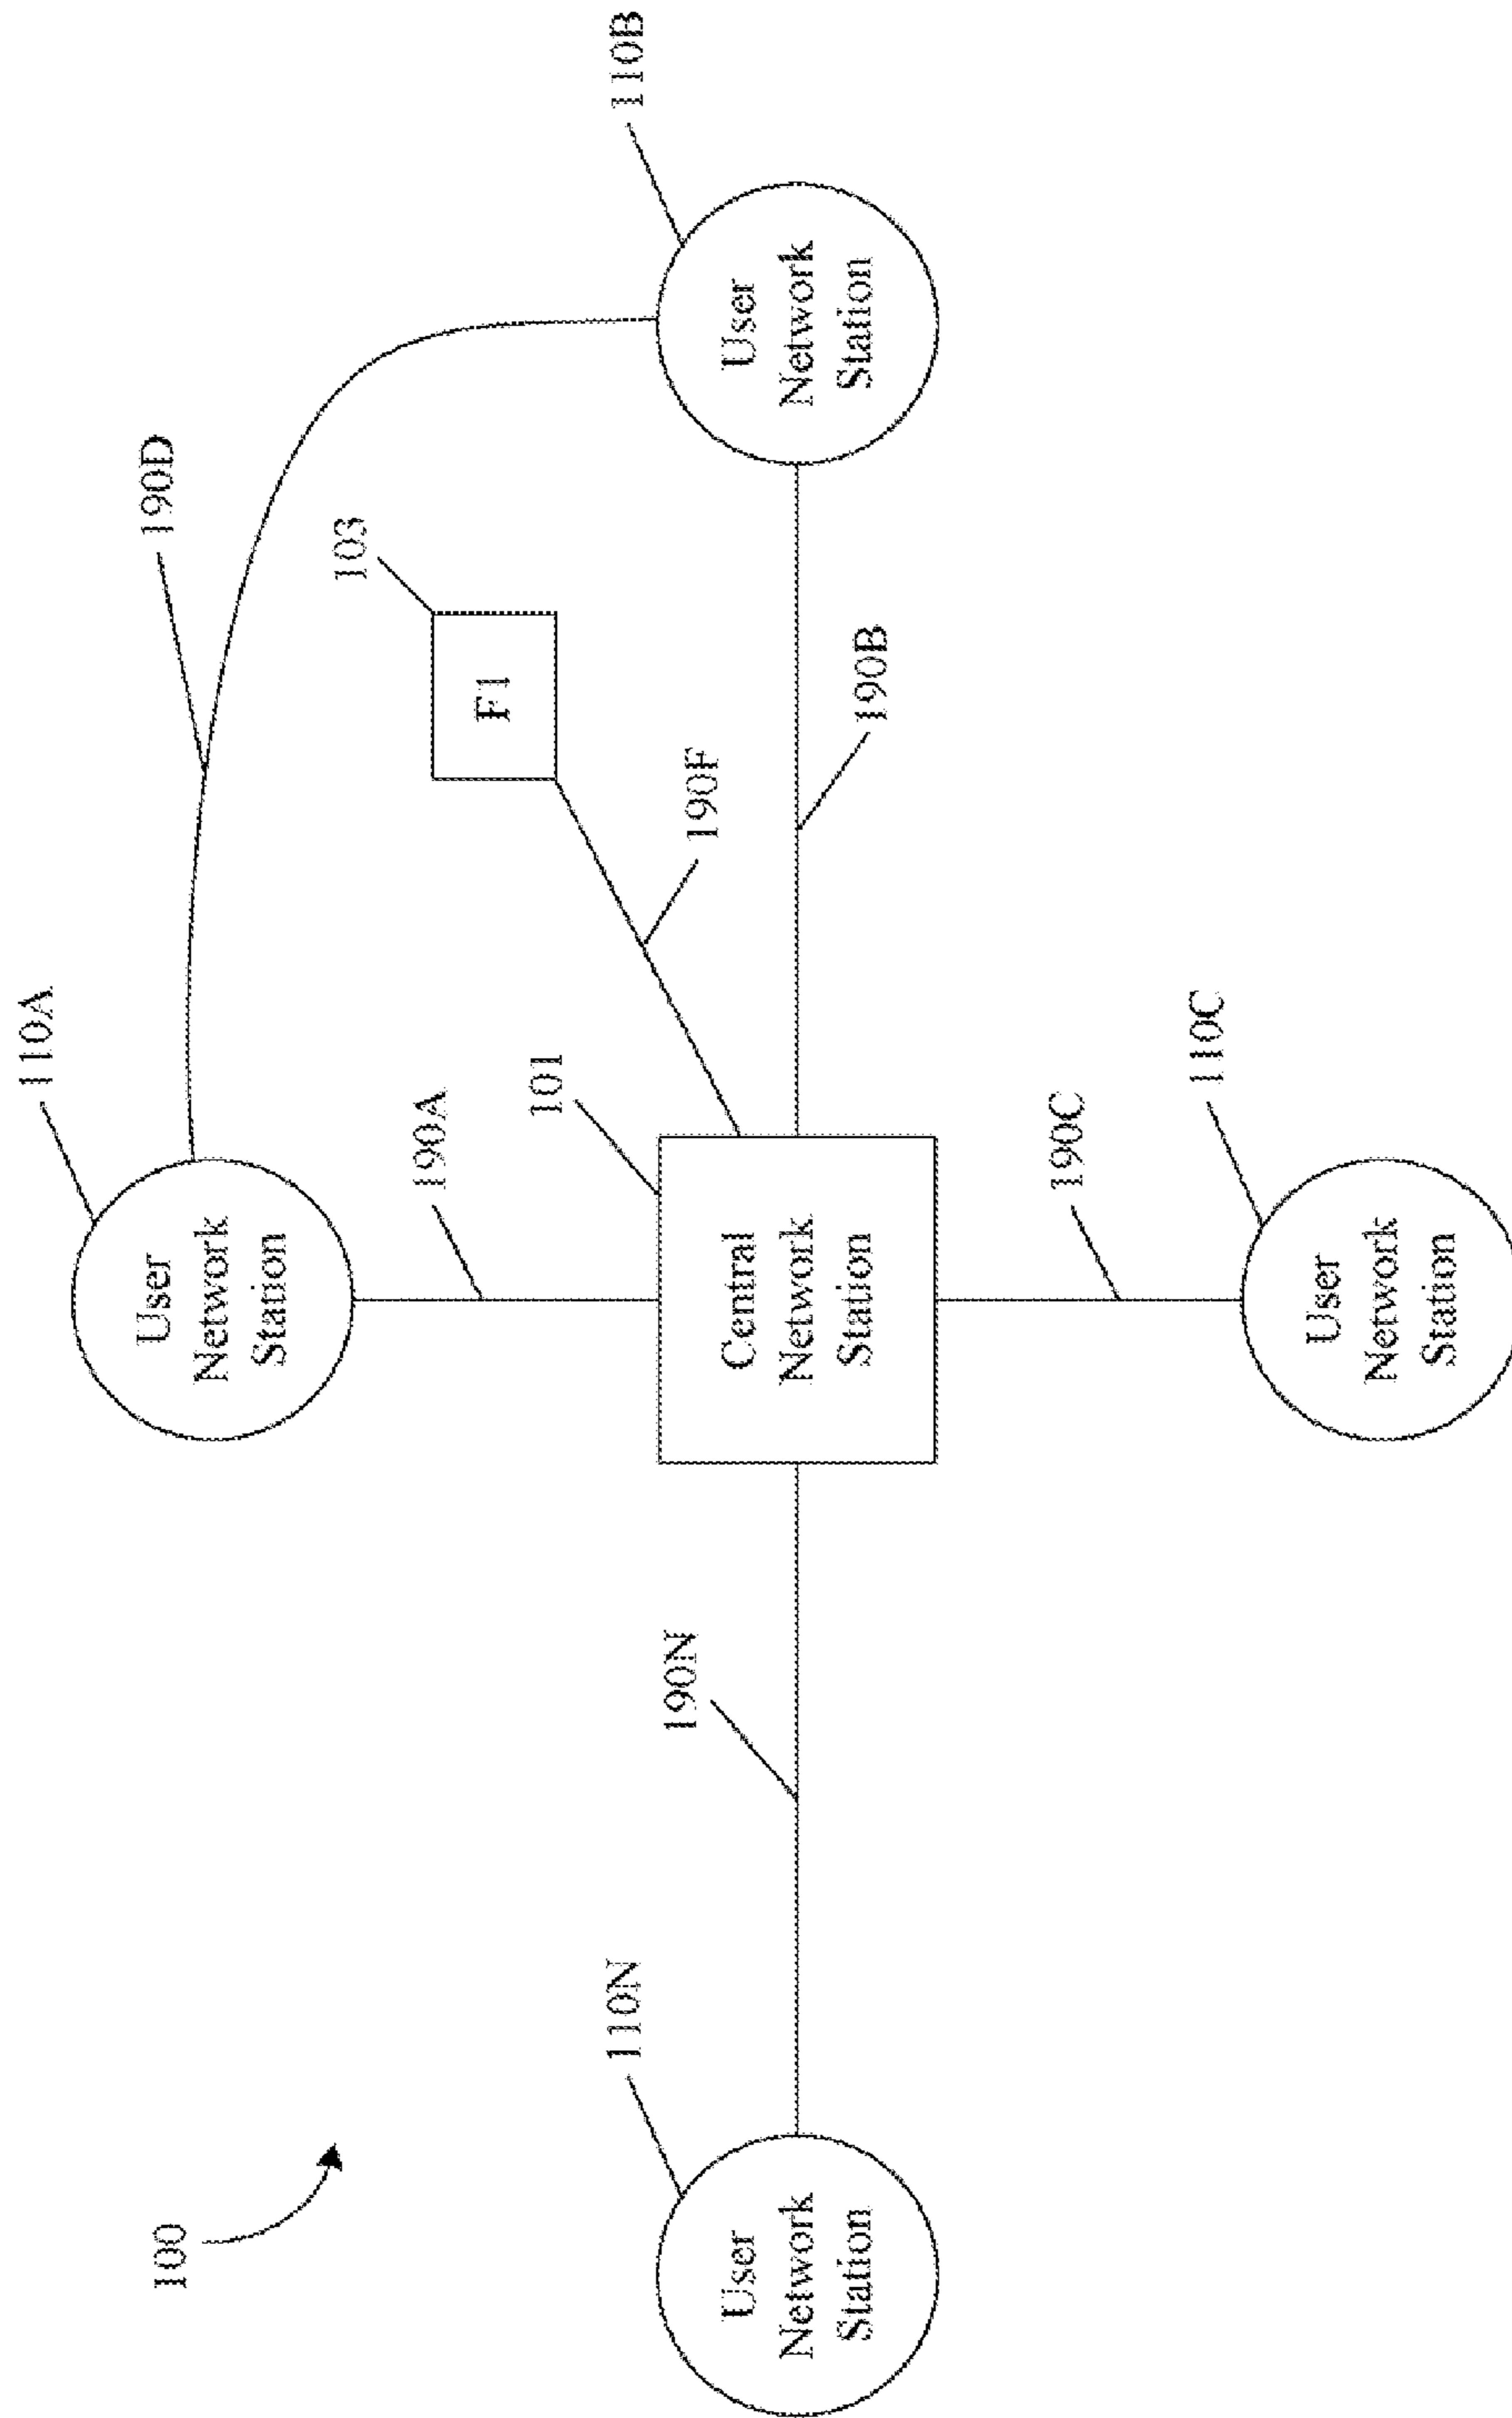 100
110A
User
Network
Station
190D
110B
User
Network
Station
103
F1
190F
190A
101
Central
Network
Station
190B
190N
110N
User
Network
Station
190C
110C
User
Network
Station